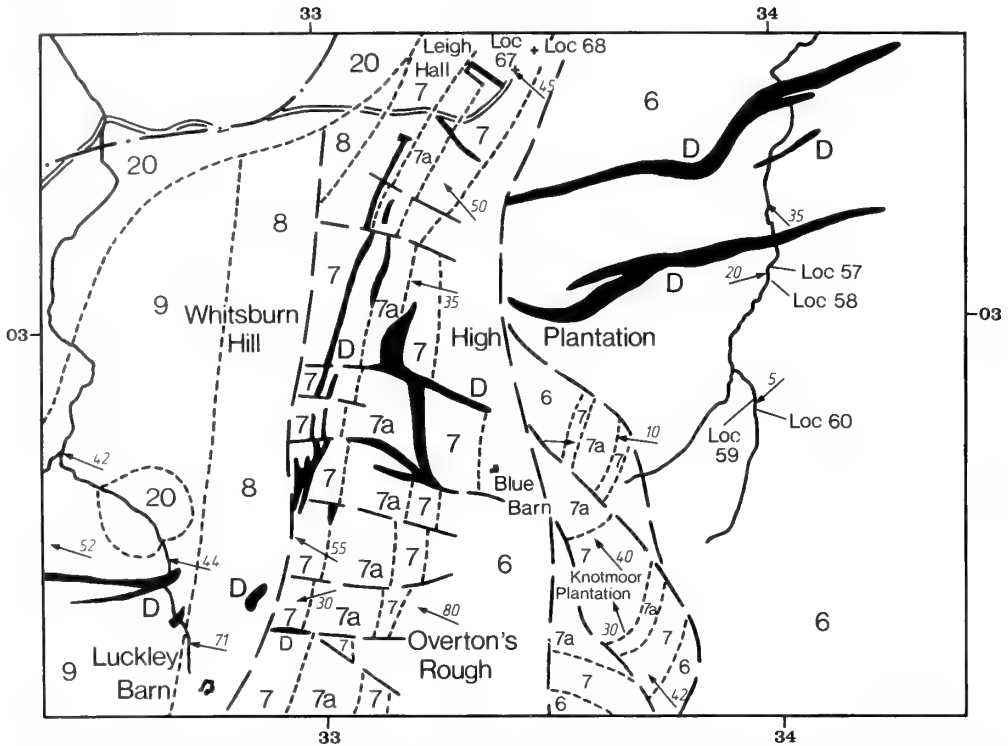 33
34
Leigh
Hall
Loc
67
Loc 68
45
20
7
6
8
7a
7
D
D
20
50
8
35
7
9
Whitsburn
Hill
7a
35
D
20
Loc 57
Loc 58
03
High
Plantation
03
D
7
D
6
7
5
7
7a
7
7a
10
Loc 60
7
Loc
59
42
7
7a
7
Blue
Barn
7a
20
8
7
40
52
44
55
7
7a
7
6
Knotmoor
Plantation
30
7
7a
7
80
7a
6
D
D
D
7
Overton's
Rough
30
7a
7
6
71
Luckley
Barn
9
7
7a
7
7
6
42
33
34